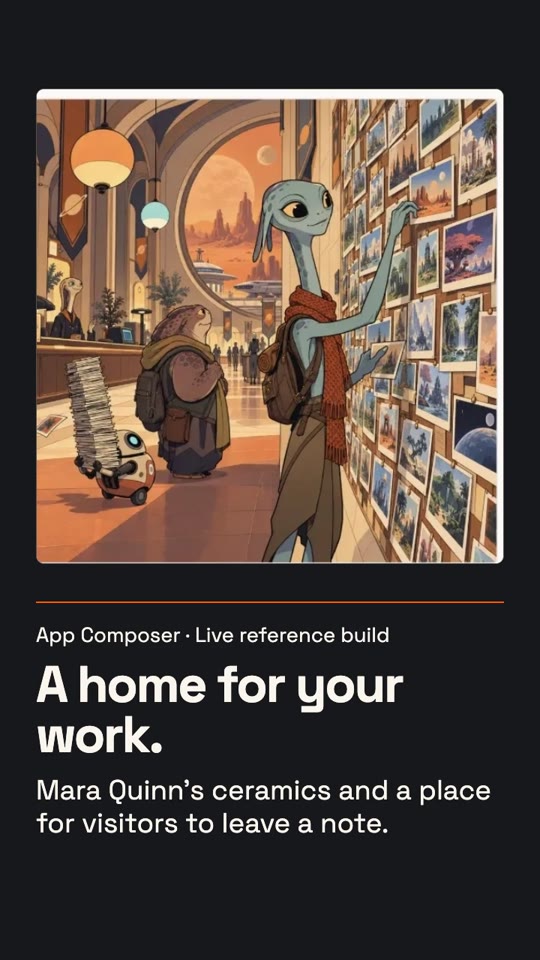 App Composer · Live reference build
A home for your
work.
Mara Quinn’s ceramics and a place
for visitors to leave a note.